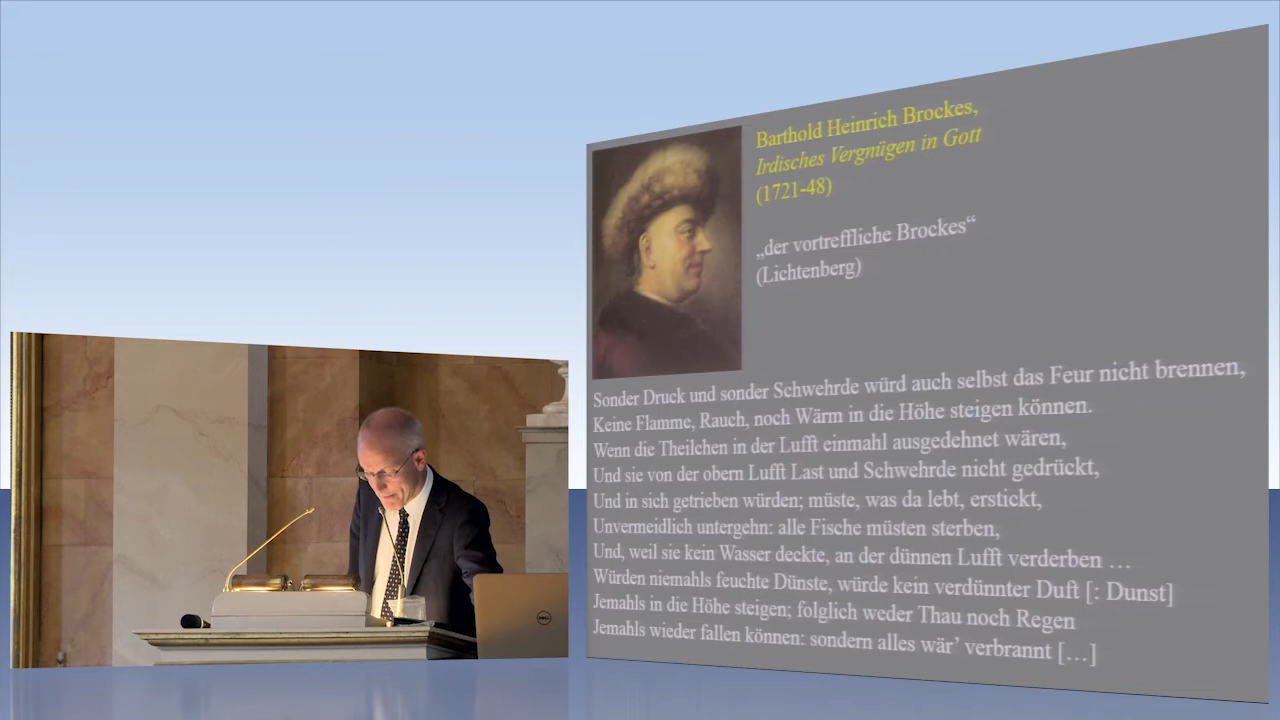 Barthold Heinrich Brockes,
Irdisches Vergnügen in Gott
(1721-48)
„der vortreffliche Brockes“
(Lichtenberg)
Sonder Druck und sonder Schwehrde würd auch selbst das Feur nicht brennen,
Keine Flamme, Rauch, noch Wärm in die Höhe steigen können.
Wenn die Theilchen in der Lufft einmahl ausgedehnet wären,
Und sie von der obern Lufft Last und Schwehrde nicht gedrückt,
Und in sich getrieben würden; müste, was da lebt, erstickt,
Unvermeidlich untergehn: alle Fische müsten sterben,
Und, weil sie kein Wasser deckte, an der dünnen Lufft verderben …
Würden niemahls feuchte Dünste, würde kein verdünnter Duft [: Dunst]
Jemahls in die Höhe steigen; folglich weder Thau noch Regen
Jemahls wieder fallen können: sondern alles wär’ verbrannt […]
DELL